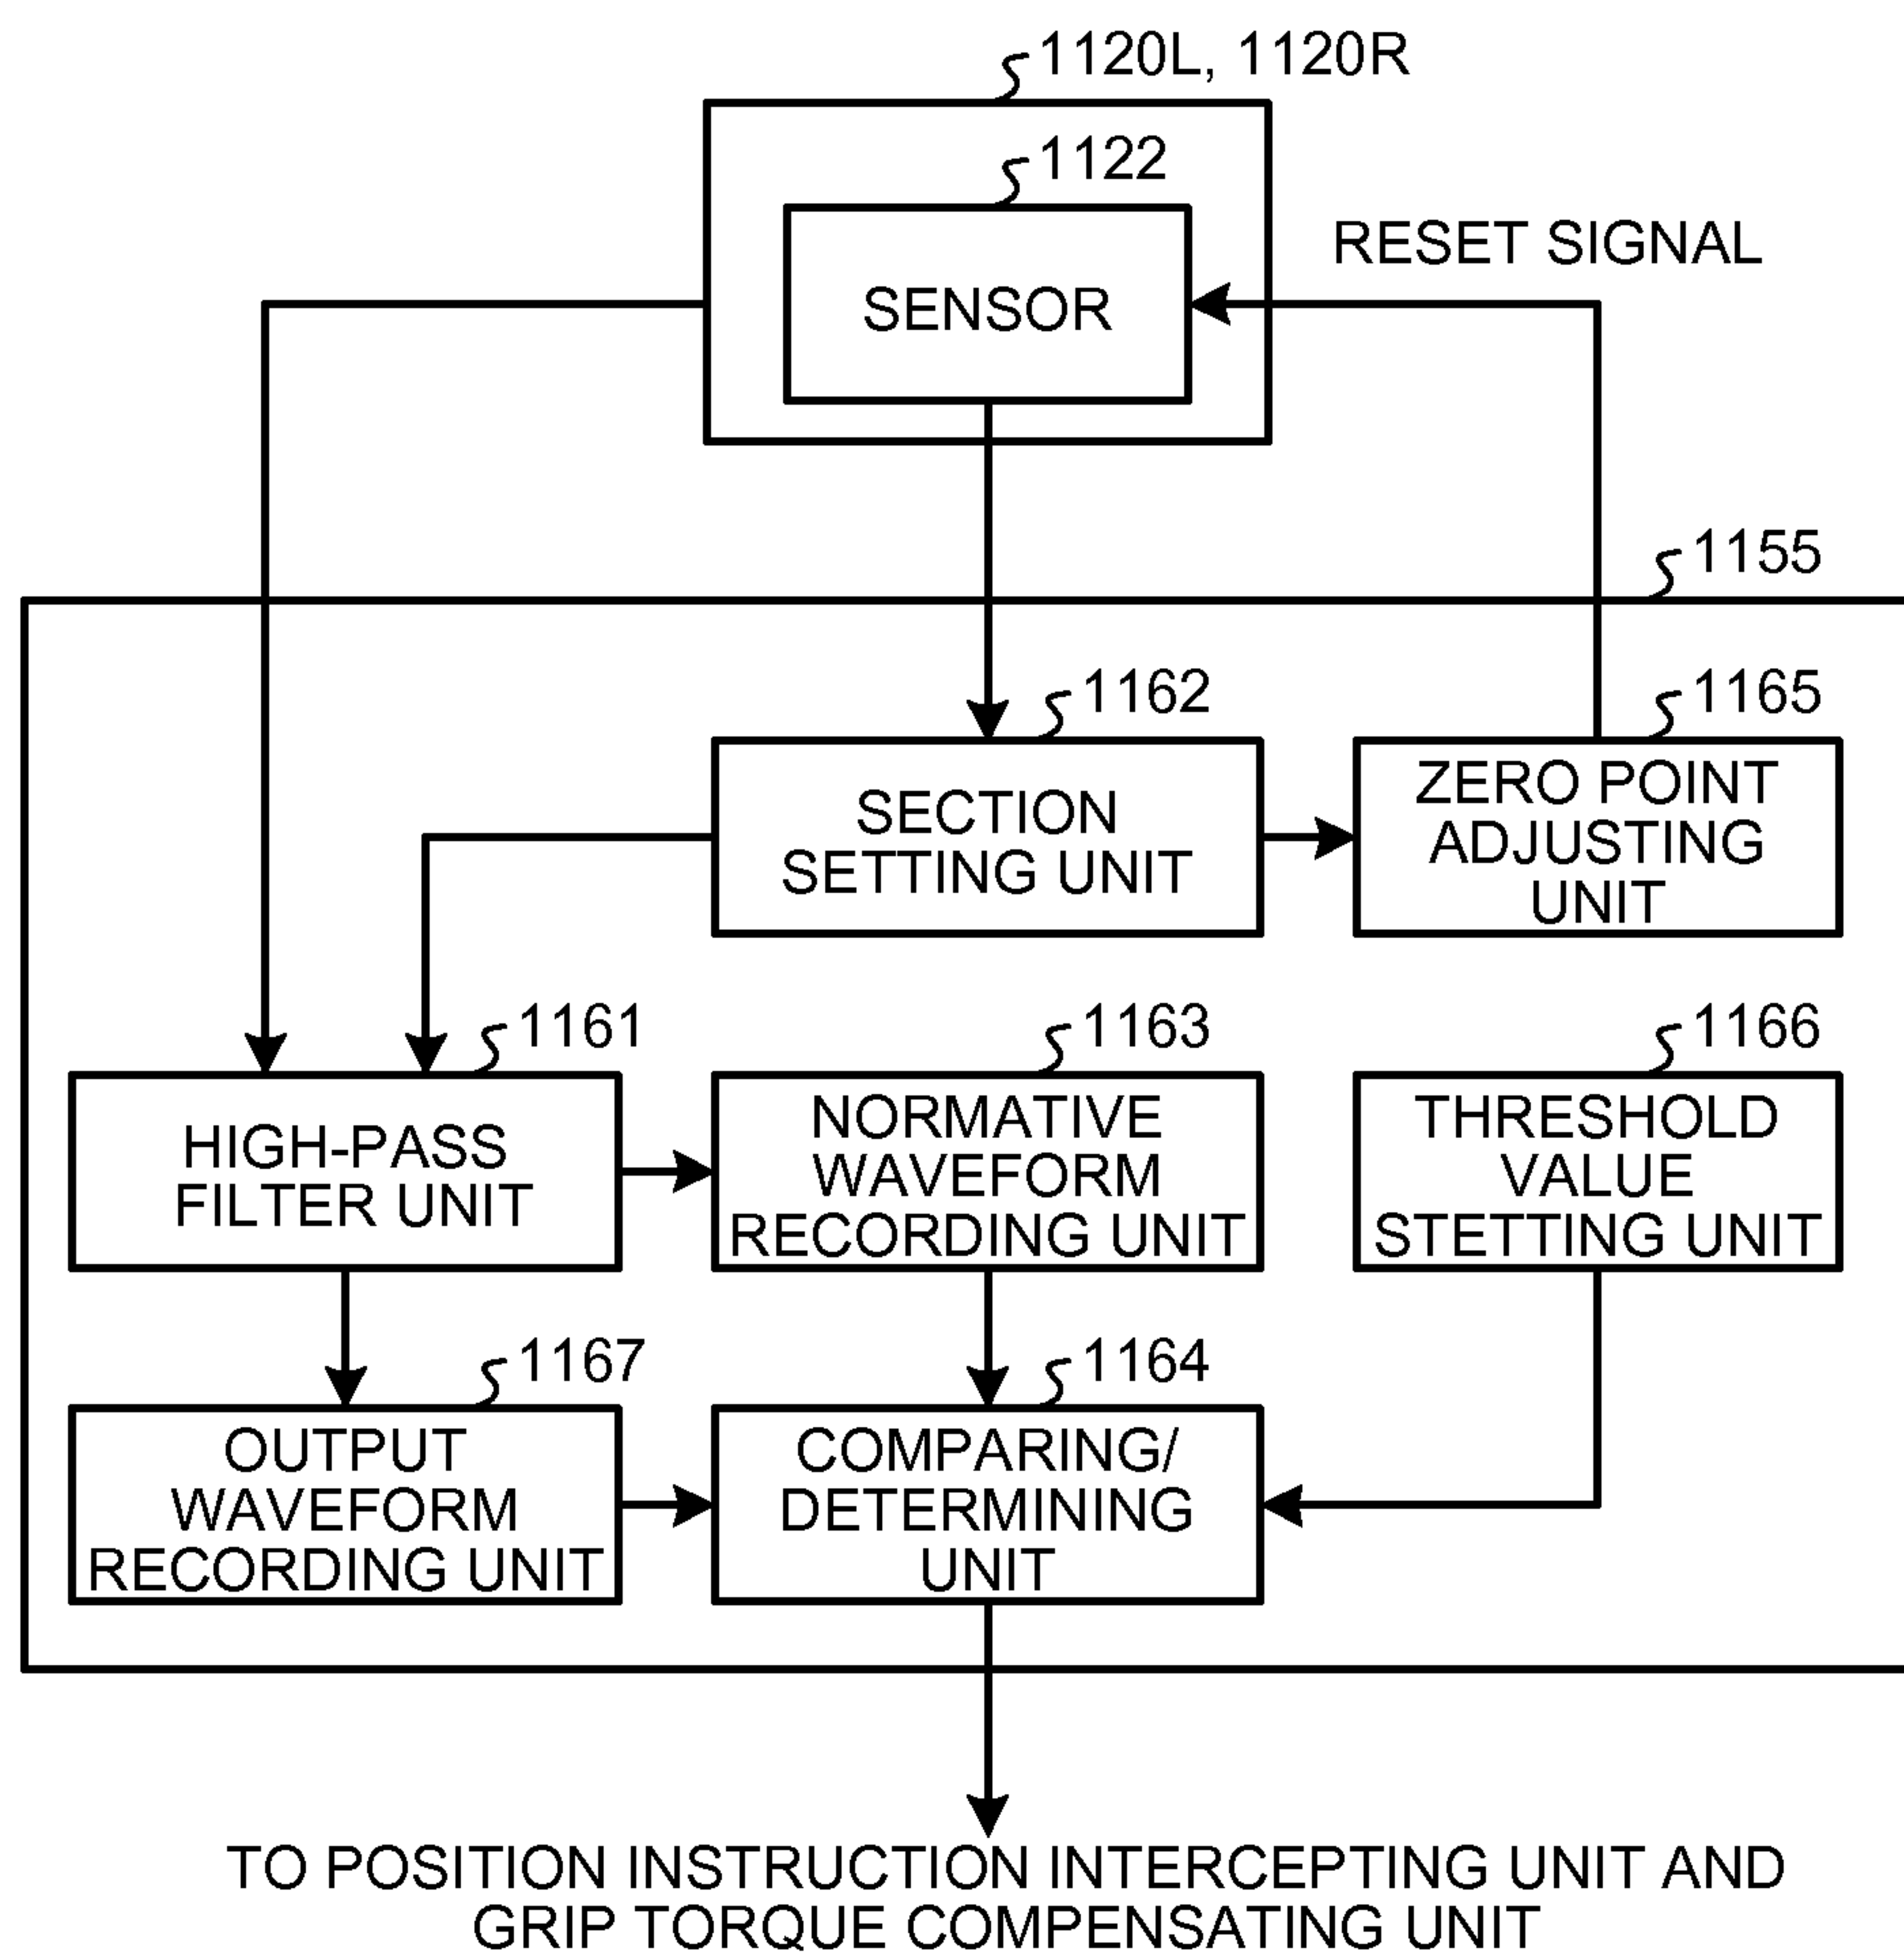 1120L, 1120R
1122
RESET SIGNAL
SENSOR
1155
1162
1165
SECTION
SETTING UNIT
ZERO POINT
ADJUSTING
UNIT
1161
1163
1166
HIGH-PASS
FILTER UNIT
NORMATIVE
WAVEFORM
RECORDING UNIT
THRESHOLD
VALUE
STETTING UNIT
1167
1164
OUTPUT
WAVEFORM
RECORDING UNIT
COMPARING/
DETERMINING
UNIT
TO POSITION INSTRUCTION INTERCEPTING UNIT AND
GRIP TORQUE COMPENSATING UNIT